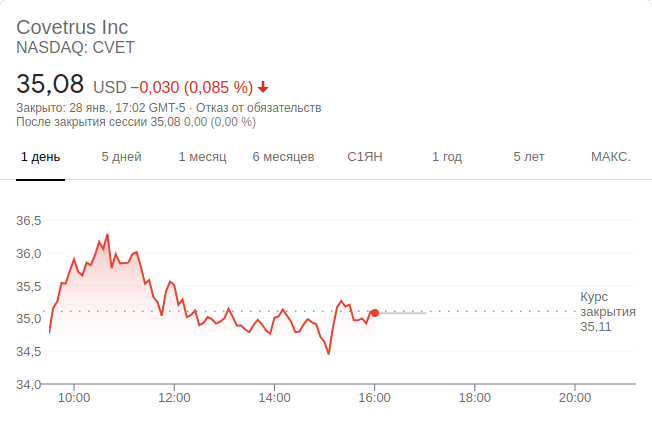 Covetrus Inc
NASDAQ: CVET
35,08 USD −0,030 (0,085 %)
Закрыто: 28 янв., 17:02 GMT-5 · Отказ от обязательств
После закрытия сессии 35,08 0,00 (0,00 %)
1 день 5 дней 1 месяц 6 месяцев С1ЯН 1 год 5 лет МАКС.
36,5
36,0
35,5
35,0
34,5
34,0
Курс
закрытия
35,11
10:00 12:00 14:00 16:00 18:00 20:00